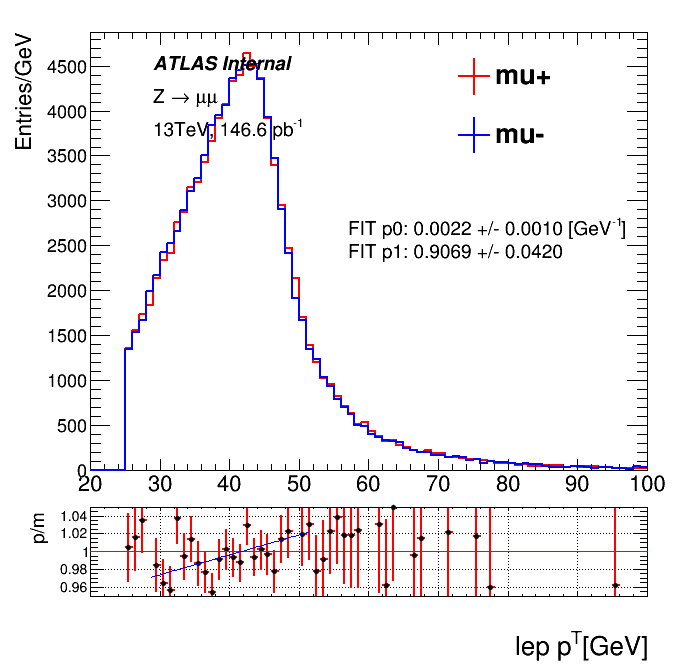 ATLAS Internal
Z → μμ
13TeV, 146.6 pb⁻¹
mu+
mu-
FIT p0: 0.0022 +/- 0.0010 [GeV⁻¹]
FIT p1: 0.9069 +/- 0.0420
Entries/GeV
4500
4000
3500
3000
2500
2000
1500
1000
500
0
20 30 40 50 60 70 80 90 100
p/m
1.04
1.02
1
0.98
0.96
lep pᵀ[GeV]